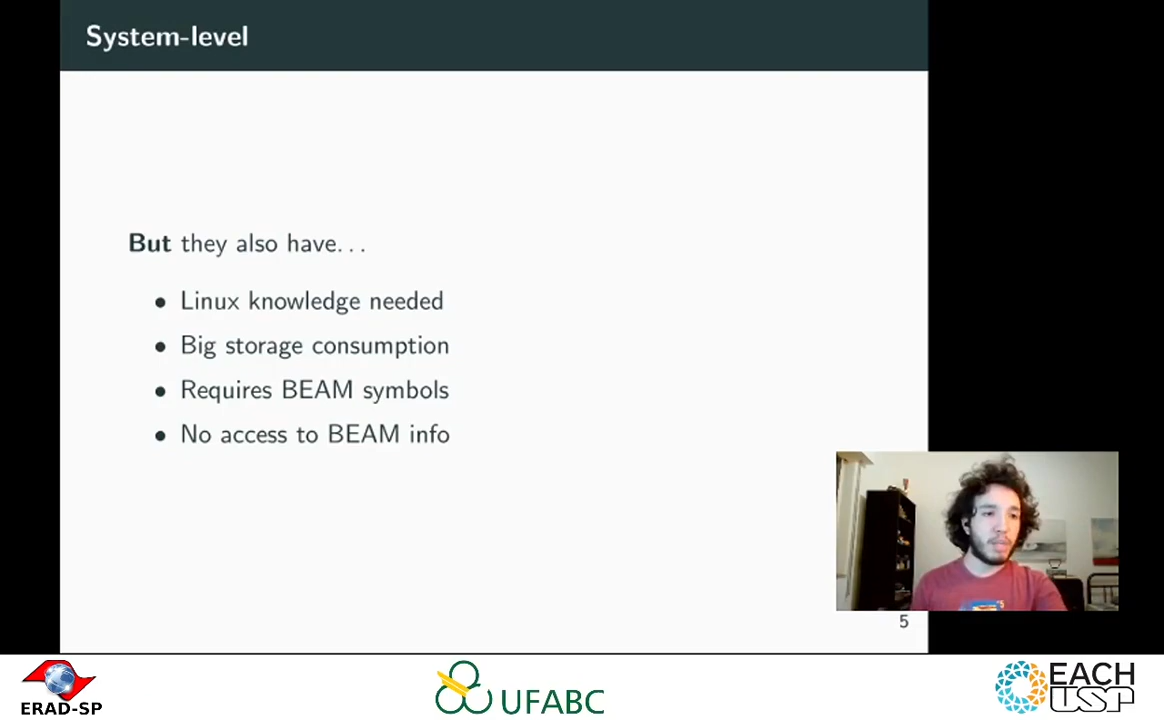 System-level
But they also have...
• Linux knowledge needed
• Big storage consumption
• Requires BEAM symbols
• No access to BEAM info
5
ERAD-SP
UFABC
EACH
USP